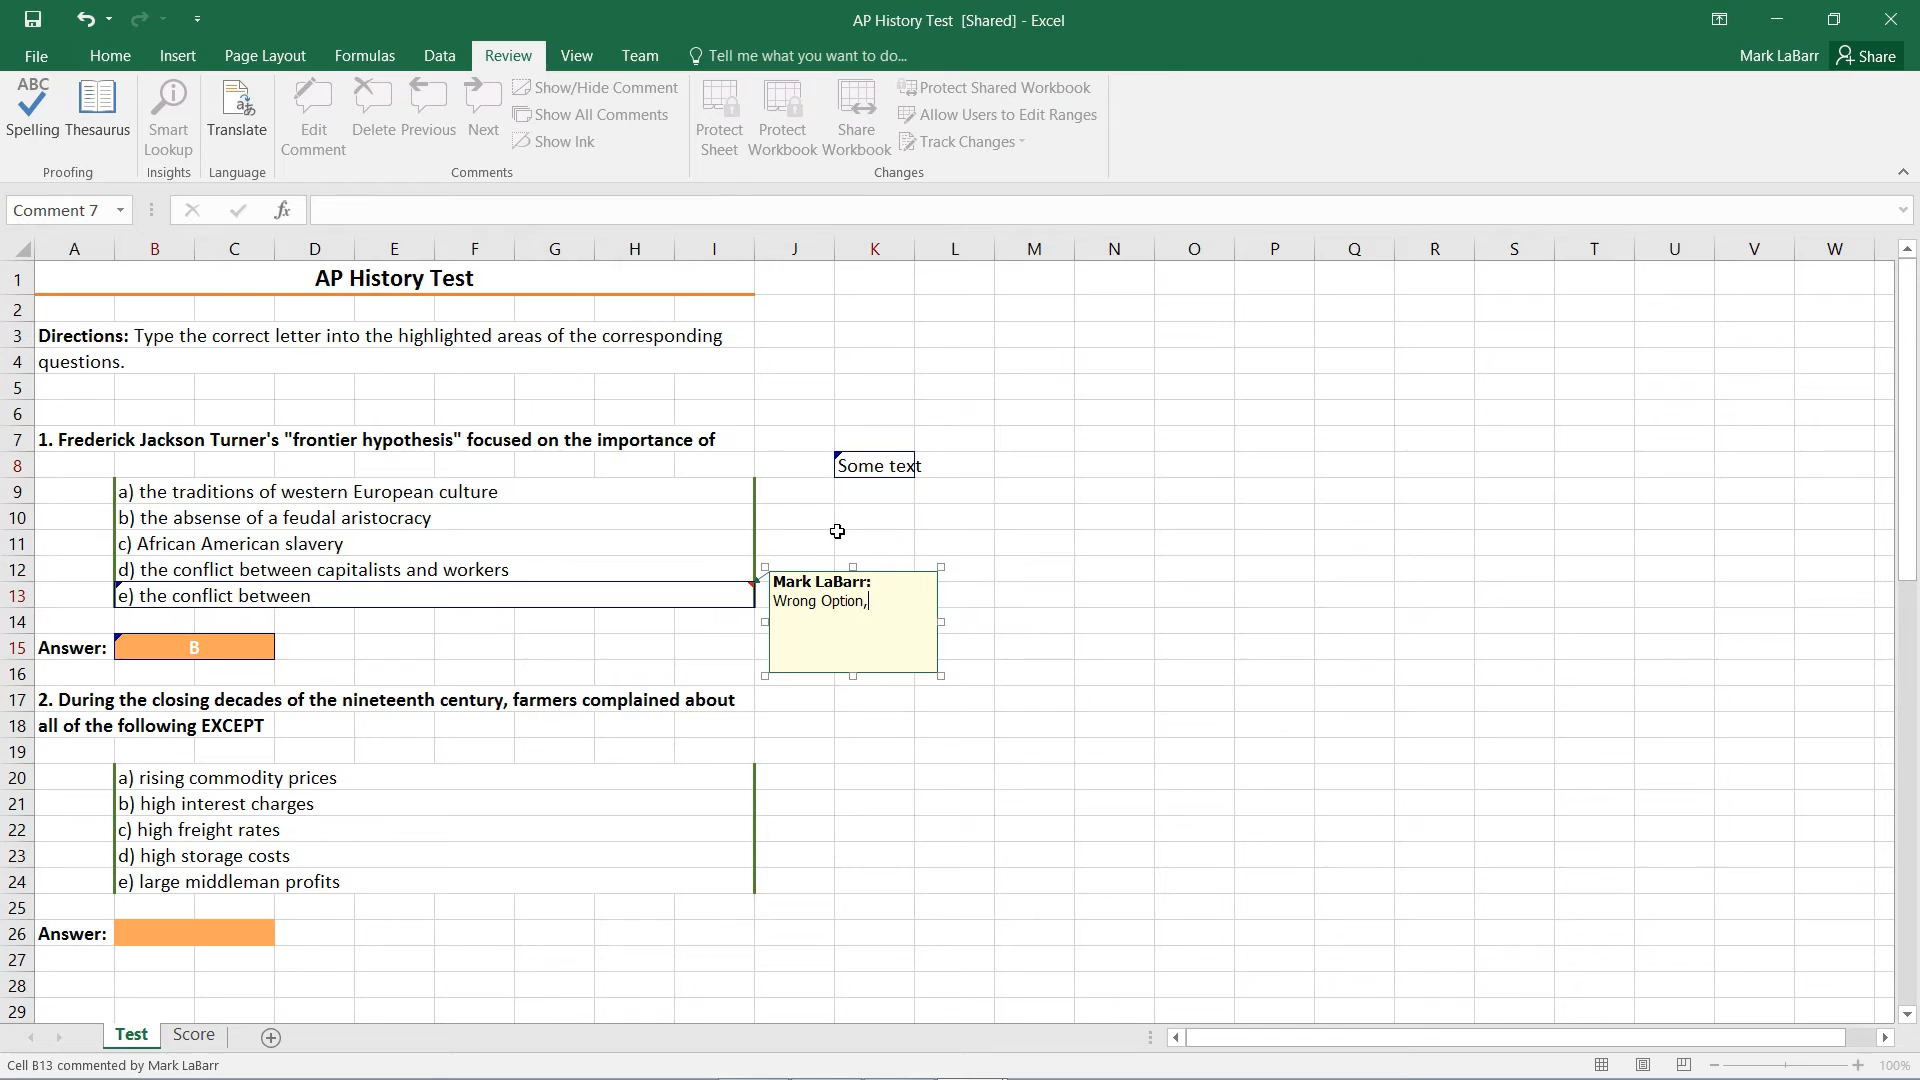 AP History Test [Shared] - Excel
File Home Insert Page Layout Formulas Data Review View Team Tell me what you want to do... Mark LaBarr Share
ABC
Spelling Thesaurus Smart Lookup Translate Edit Comment Delete Previous Next Show/Hide Comment Show All Comments Show Ink Protect Sheet Protect Workbook Share Workbook Protect Shared Workbook Allow Users to Edit Ranges Track Changes
Proofing Insights Language Comments Changes
Comment 7 fx
A B C D E F G H I J K L M N O P Q R S T U V W
1 AP History Test
2
3 Directions: Type the correct letter into the highlighted areas of the corresponding
4 questions.
5
6
7 1. Frederick Jackson Turner's "frontier hypothesis" focused on the importance of
8 Some text
9 a) the traditions of western European culture
10 b) the absense of a feudal aristocracy
11 c) African American slavery
12 d) the conflict between capitalists and workers
13 e) the conflict between
Mark LaBarr:
Wrong Option,
14
15 Answer: B
16
17 2. During the closing decades of the nineteenth century, farmers complained about
18 all of the following EXCEPT
19
20 a) rising commodity prices
21 b) high interest charges
22 c) high freight rates
23 d) high storage costs
24 e) large middleman profits
25
26 Answer:
27
28
29
Test Score
Cell B13 commented by Mark LaBarr 100%